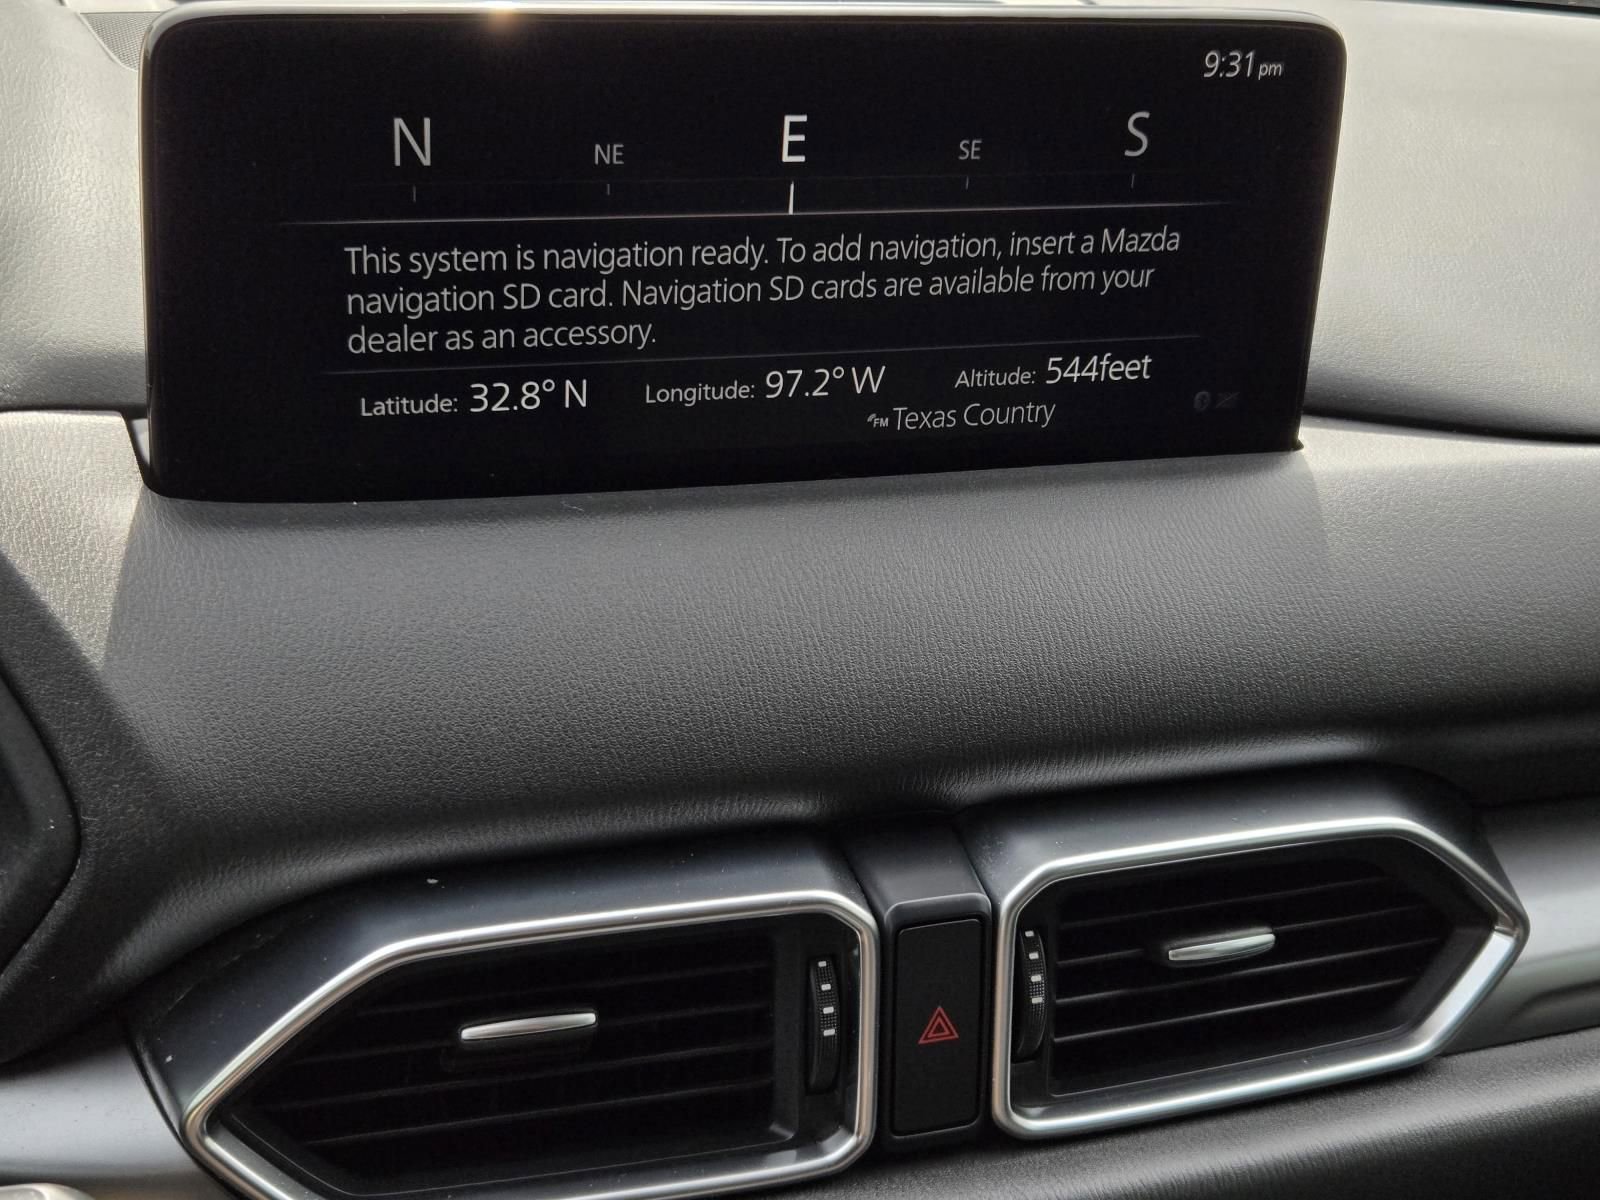 9:31 pm
N NE E SE S
This system is navigation ready. To add navigation, insert a Mazda
navigation SD card. Navigation SD cards are available from your
dealer as an accessory.
Latitude: 32.8° N Longitude: 97.2° W Altitude: 544feet
FM Texas Country